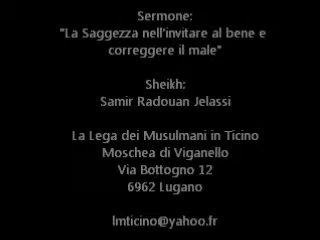 Sermone:
"La Saggezza nell'invitare al bene e
correggere il male"
Sheikh:
Samir Radouan Jelassi
La Lega dei Musulmani in Ticino
Moschea di Viganello
Via Bottogno 12
6962 Lugano
lmticino@yahoo.fr